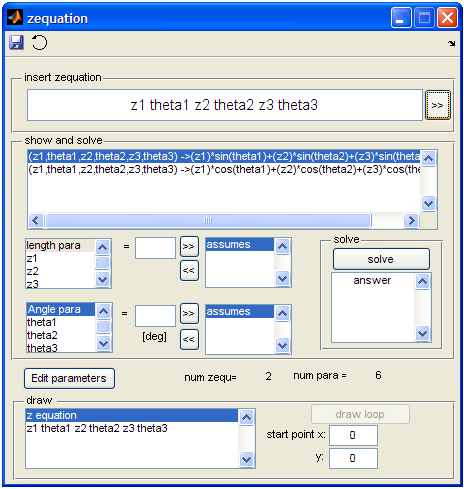 zequation
insert zequation
z1 theta1 z2 theta2 z3 theta3
>>
show and solve
(z1,theta1,z2,theta2,z3,theta3) ->(z1)*sin(theta1)+(z2)*sin(theta2)+(z3)*sin(theta
(z1,theta1,z2,theta2,z3,theta3) ->(z1)*cos(theta1)+(z2)*cos(theta2)+(z3)*cos(the
length para = >> assumes
z1
z2 <<
z3
solve
solve
answer
Angle para = >> assumes
theta1
theta2 [deg] <<
theta3
Edit parameters num zequ= 2 num para = 6
draw
z equation
z1 theta1 z2 theta2 z3 theta3
draw loop
start point x: 0
y: 0